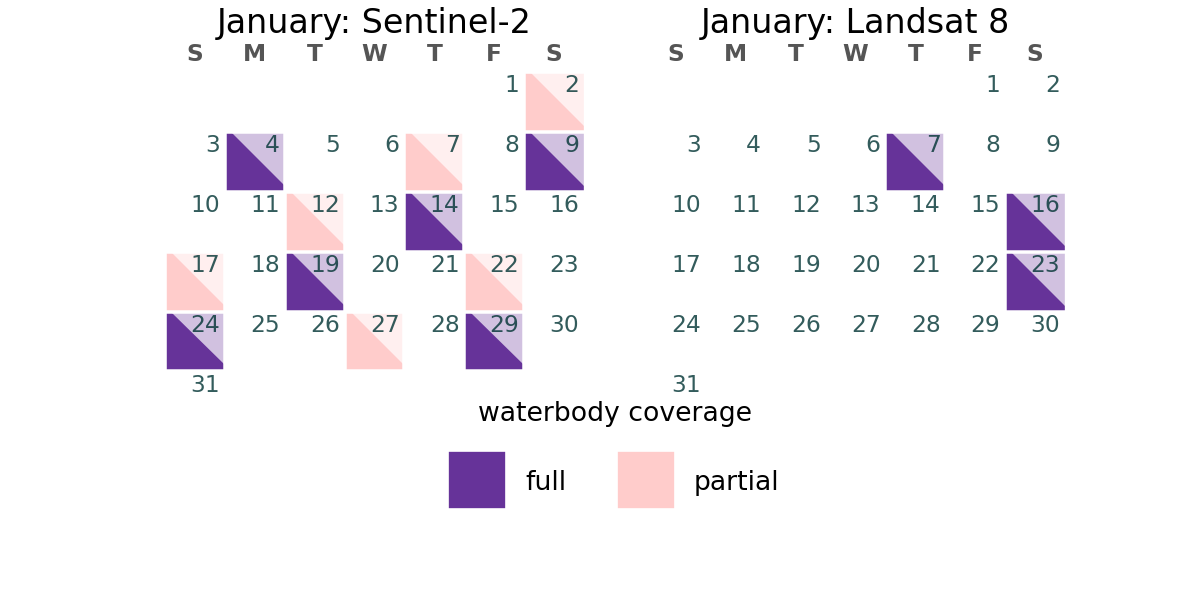 January: Sentinel-2
S M T W T F S
1 2
3 4 5 6 7 8 9
10 11 12 13 14 15 16
17 18 19 20 21 22 23
24 25 26 27 28 29 30
31
January: Landsat 8
S M T W T F S
1 2
3 4 5 6 7 8 9
10 11 12 13 14 15 16
17 18 19 20 21 22 23
24 25 26 27 28 29 30
31
waterbody coverage
full
partial